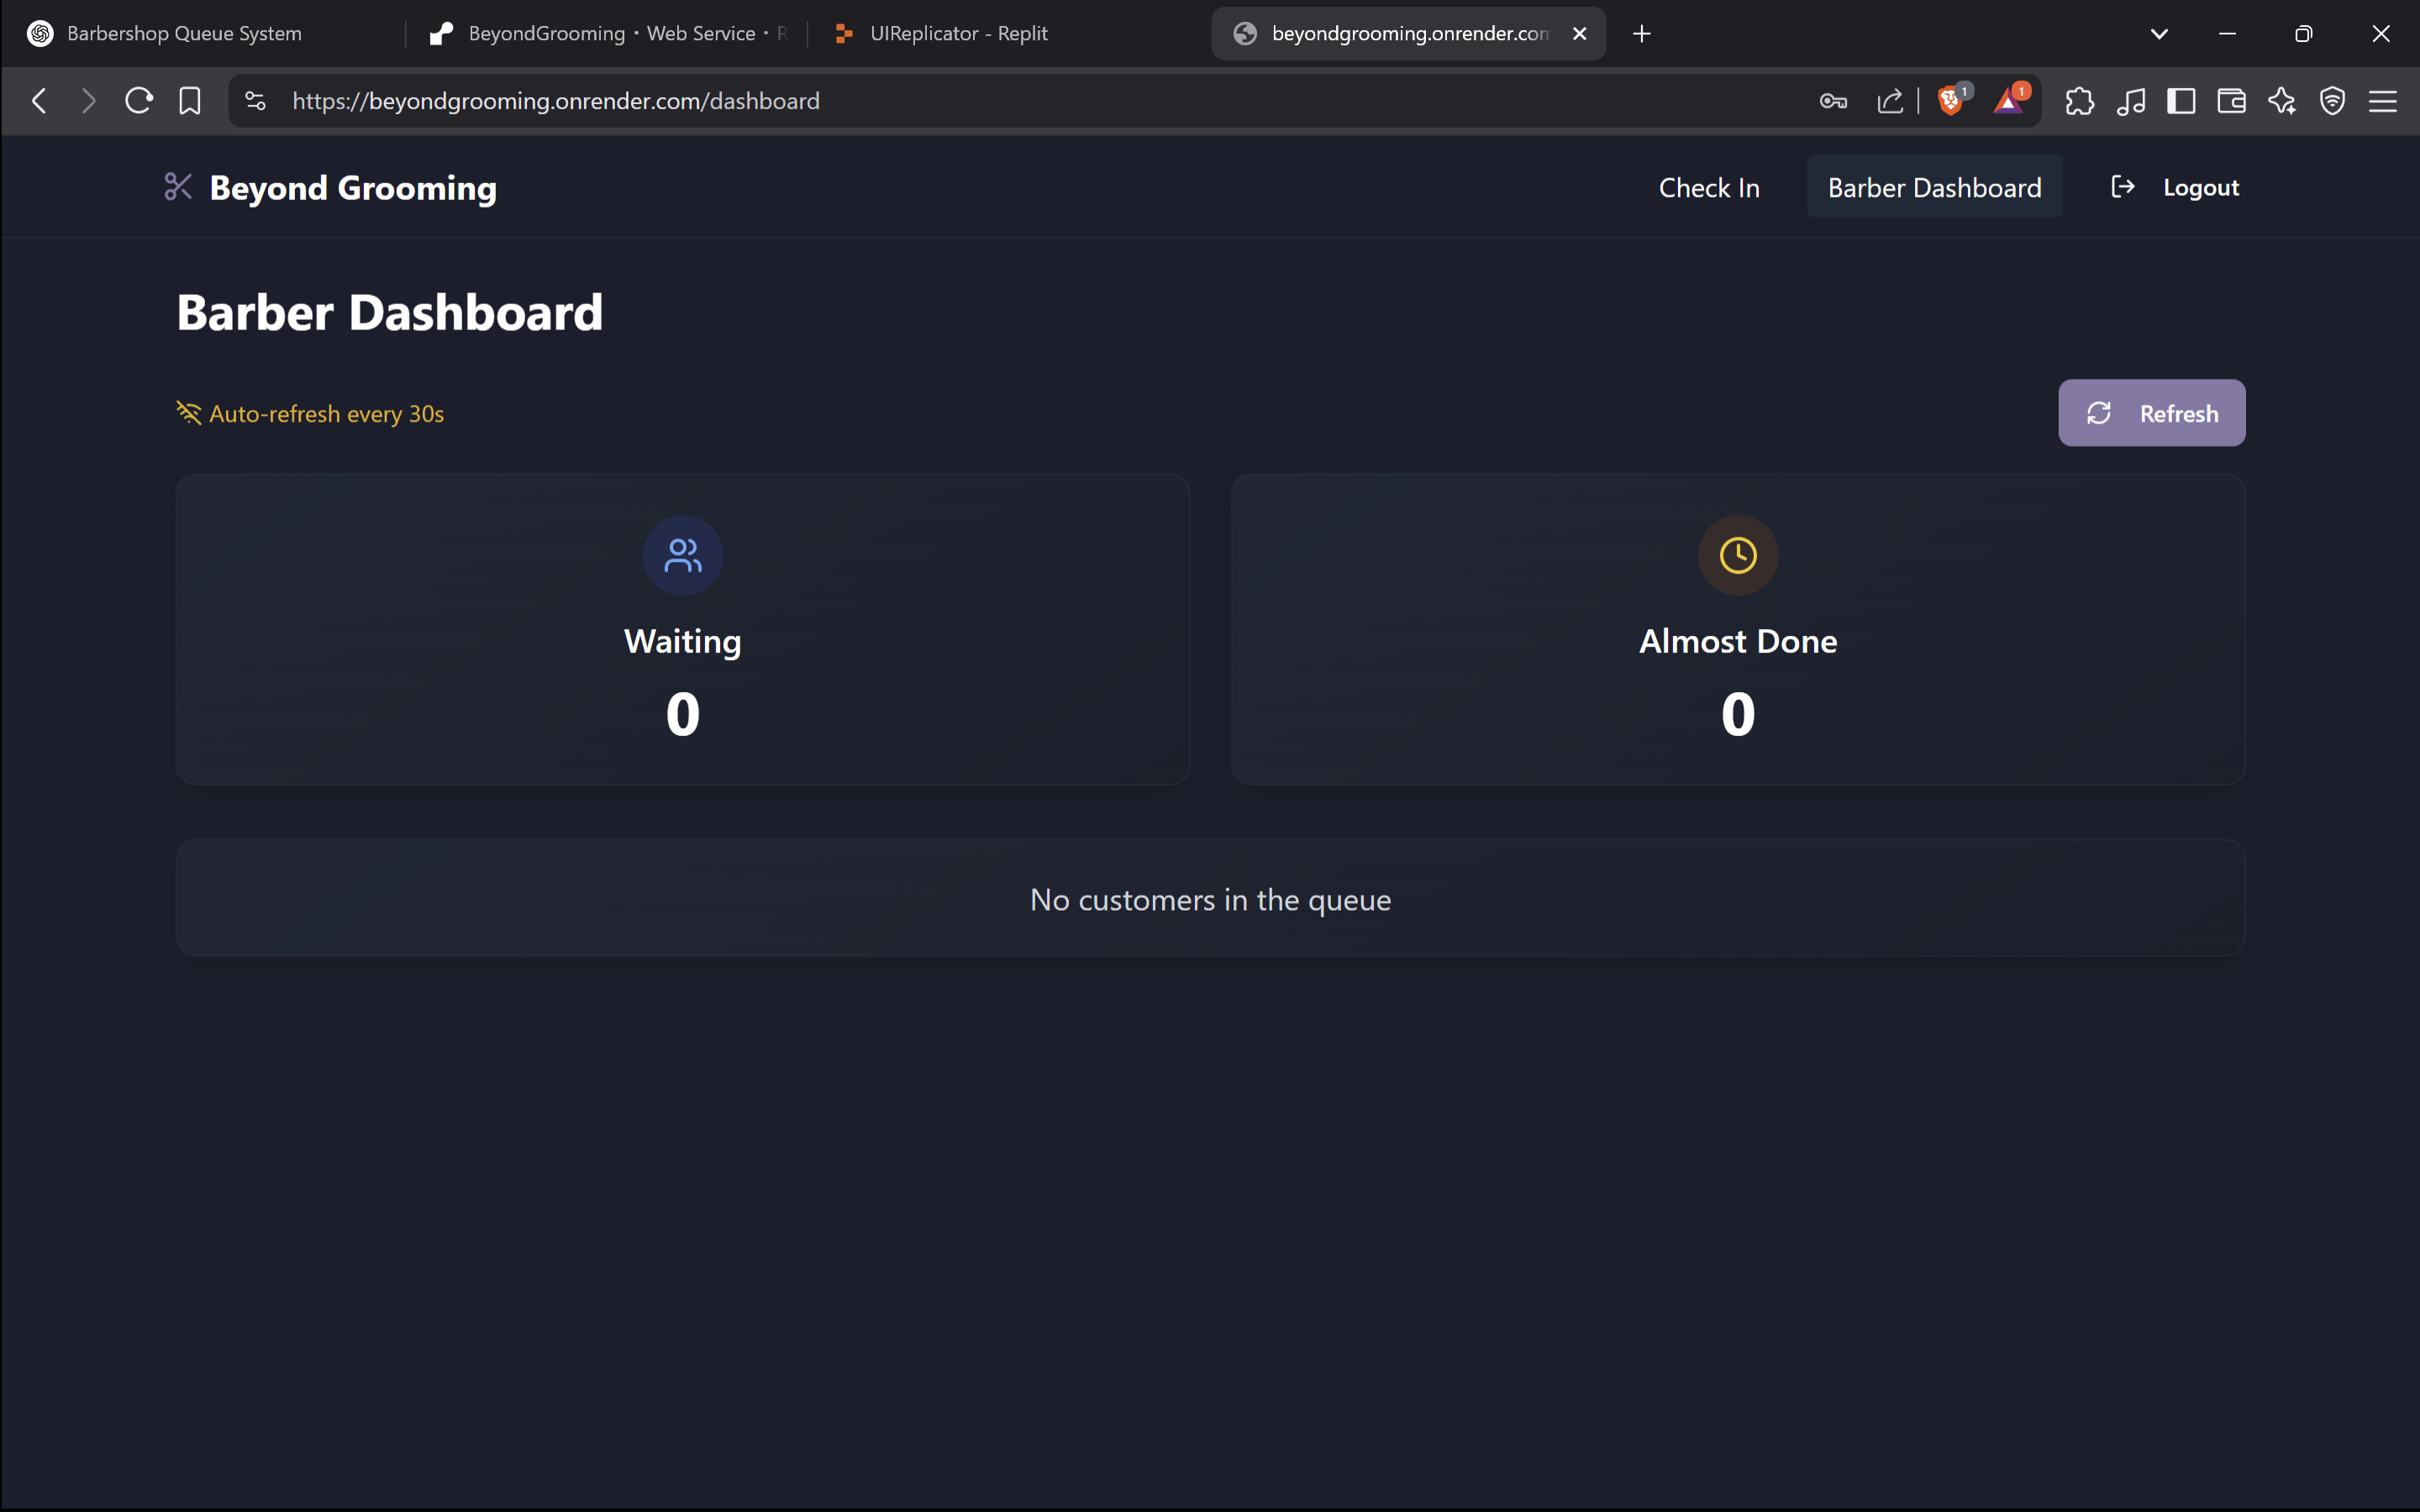 Barbershop Queue System
BeyondGrooming • Web Service • R
UIReplicator - Replit
beyondgrooming.onrender.com
https://beyondgrooming.onrender.com/dashboard
1
1
Beyond Grooming
Check In
Barber Dashboard
Logout
Barber Dashboard
Auto-refresh every 30s
Refresh
Waiting
0
Almost Done
0
No customers in the queue